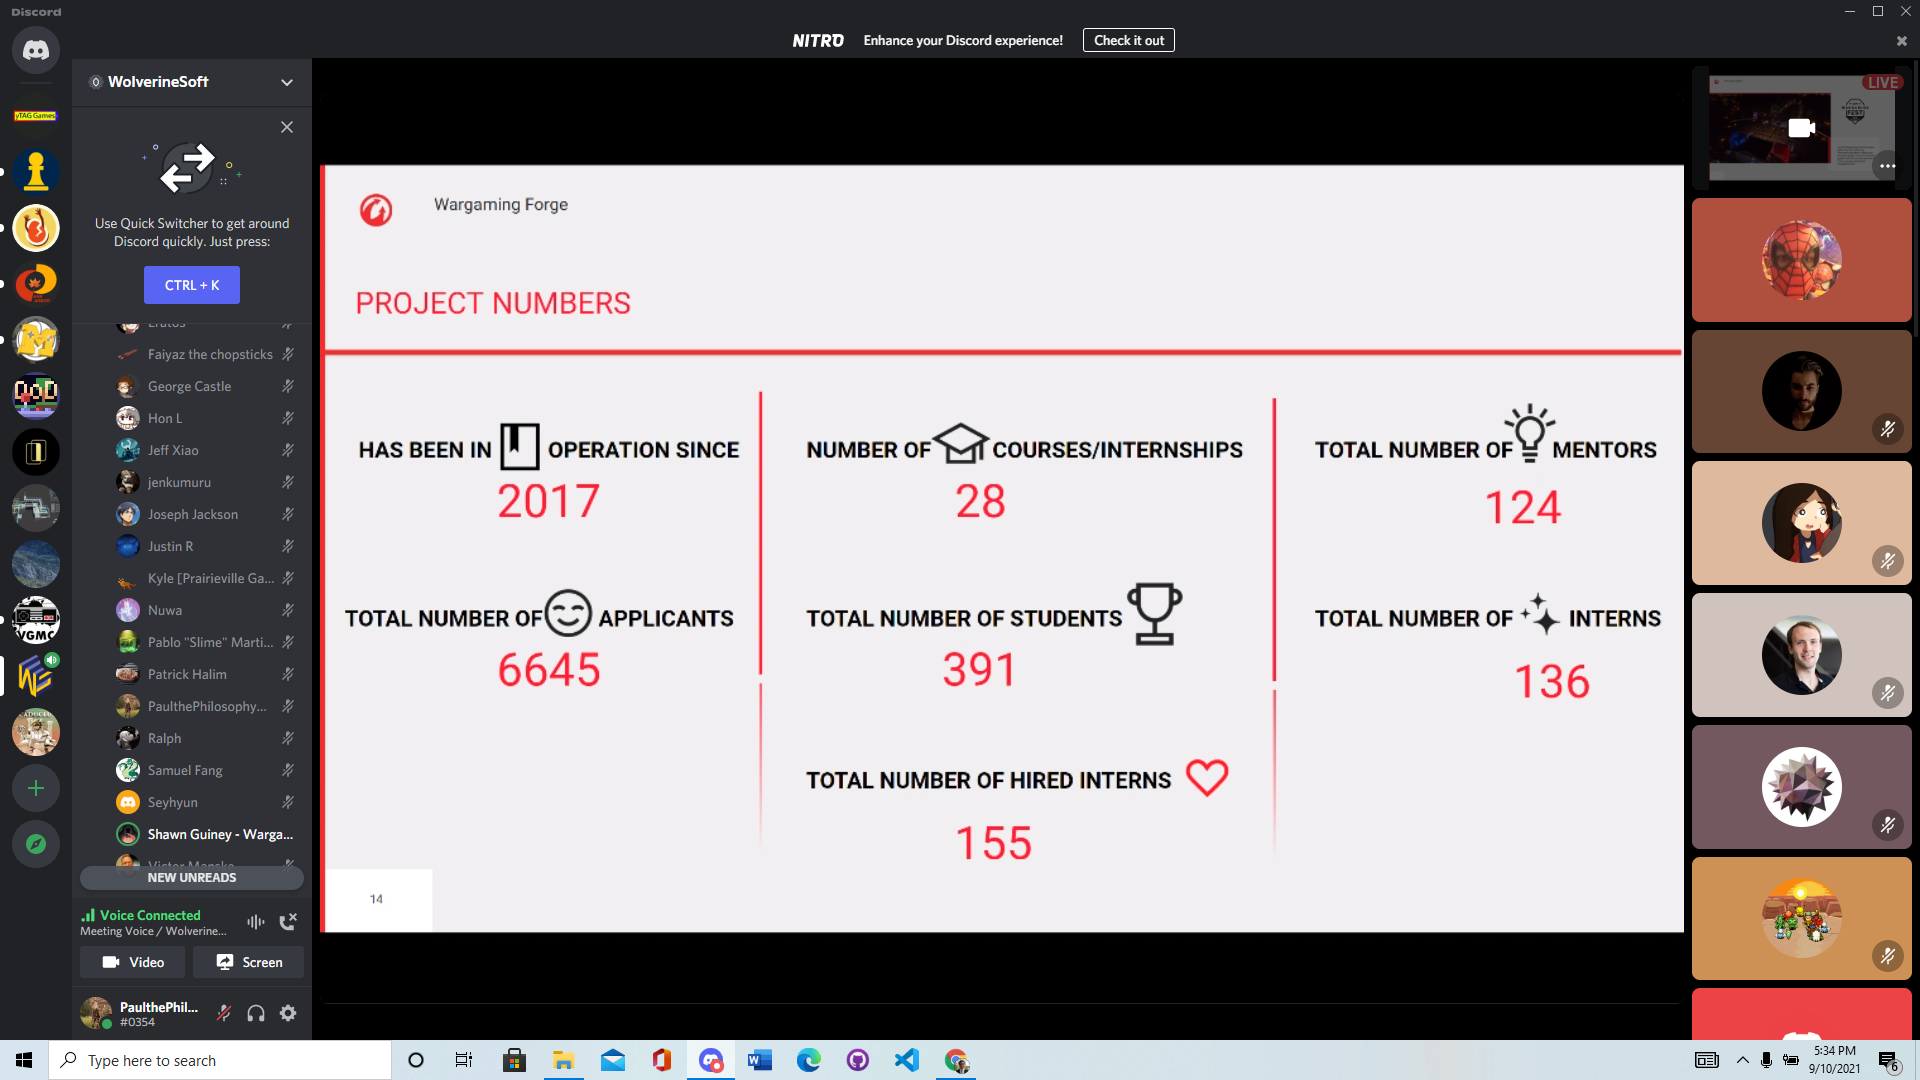 Discord
NITRO Enhance your Discord experience! Check it out
WolverineSoft
yTAG Games
Use Quick Switcher to get around
Discord quickly. Just press:
CTRL + K
Eratos
Faiyaz the chopsticks
George Castle
Hon L
Jeff Xiao
jenkumuru
Joseph Jackson
Justin R
Kyle [Prairieville Ga...
Nuwa
Pablo "Slime" Marti...
Patrick Halim
PaulthePhilosophy...
Ralph
Samuel Fang
Seyhyun
Shawn Guiney - Warga...
NEW UNREADS
VGMC
Voice Connected
Meeting Voice / Wolverine...
Video
Screen
PaulthePhil...
#0354
Wargaming Forge
PROJECT NUMBERS
HAS BEEN IN OPERATION SINCE
2017
NUMBER OF COURSES/INTERNSHIPS
28
TOTAL NUMBER OF MENTORS
124
TOTAL NUMBER OF APPLICANTS
6645
TOTAL NUMBER OF STUDENTS
391
TOTAL NUMBER OF INTERNS
136
TOTAL NUMBER OF HIRED INTERNS
155
14
LIVE
Type here to search
5:34 PM
9/10/2021
6